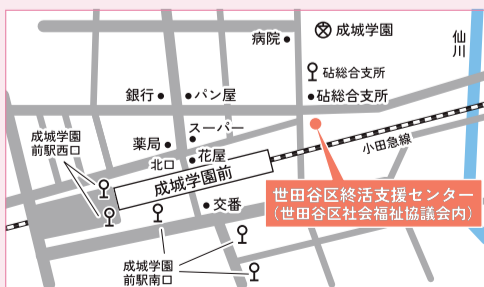 病院
成城学園
仙川
砧総合支所
銀行
パン屋
砧総合支所
成城学園
前駅西口
スーパー
薬局
北口
花屋
小田急線
成城学園前
世田谷区終活支援センター
(世田谷区社会福祉協議会内)
交番
成城学園
前駅南口